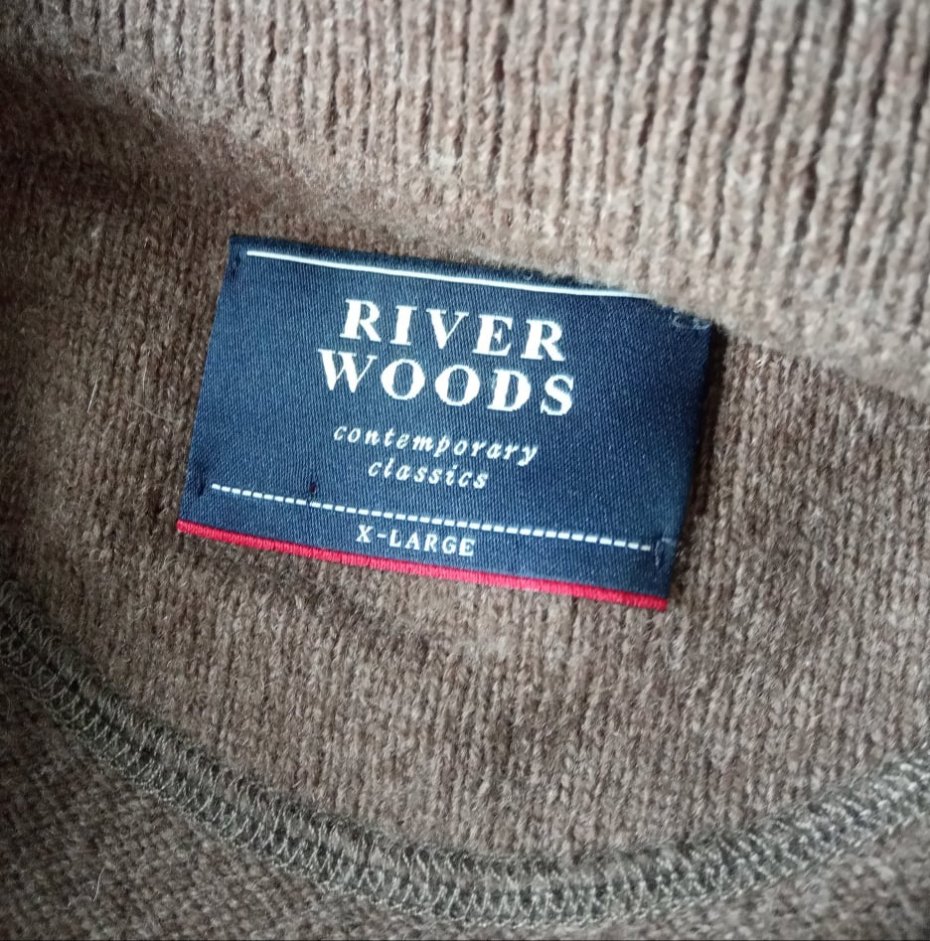 RIVER
WOODS
contemporary
classics
X-LARGE